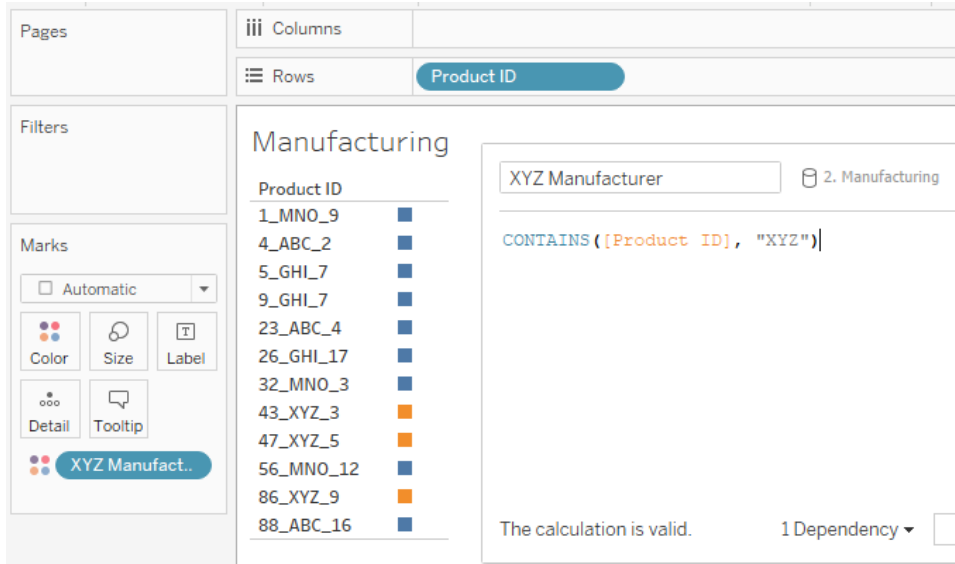 Pages
Columns
Rows
Product ID
Filters
Manufacturing
Product ID
1_MNO_9
4_ABC_2
5_GHI_7
9_GHI_7
23_ABC_4
26_GHI_17
32_MNO_3
43_XYZ_3
47_XYZ_5
56_MNO_12
86_XYZ_9
88_ABC_16
Marks
Automatic
Color
Size
T
Label
Detail
Tooltip
XYZ Manufact..
XYZ Manufacturer
2. Manufacturing
CONTAINS([Product ID], "XYZ")
The calculation is valid.
1 Dependency